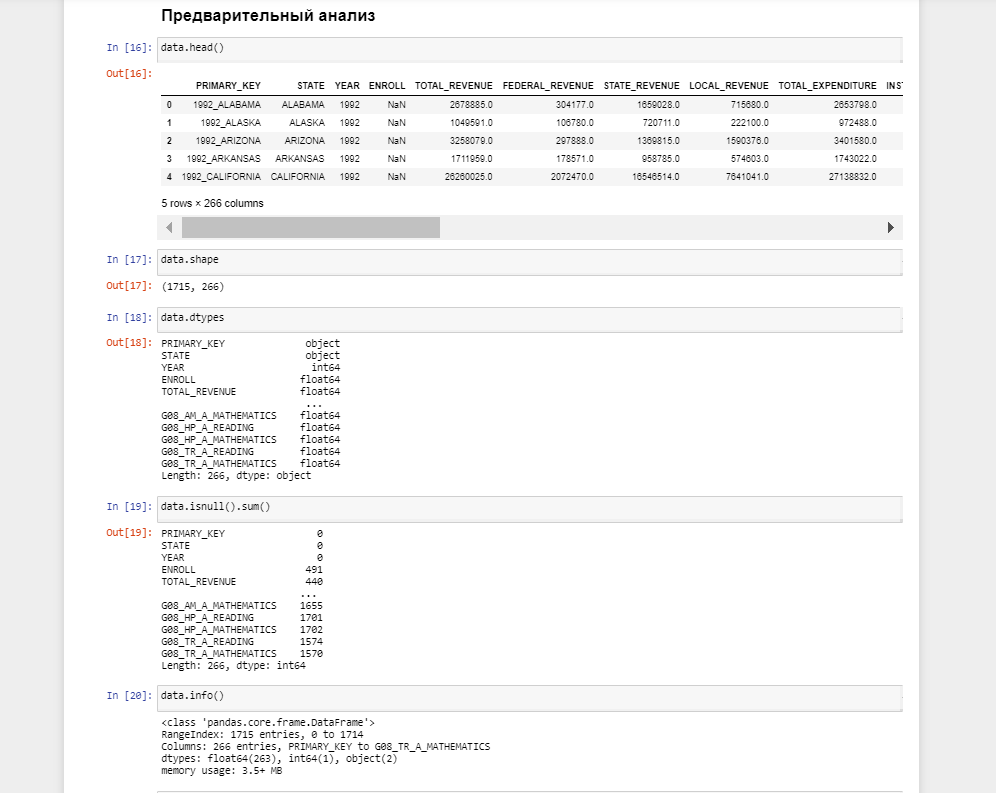 Предварительный анализ
In [16]: data.head()
Out[16]:
PRIMARY_KEY STATE YEAR ENROLL TOTAL_REVENUE FEDERAL_REVENUE STATE_REVENUE LOCAL_REVENUE TOTAL_EXPENDITURE INST
0 1992_ALABAMA ALABAMA 1992 NaN 2678885.0 304177.0 1659028.0 715680.0 2653798.0
1 1992_ALASKA ALASKA 1992 NaN 1049591.0 106780.0 720711.0 222100.0 972488.0
2 1992_ARIZONA ARIZONA 1992 NaN 3258079.0 297888.0 1369815.0 1590376.0 3401580.0
3 1992_ARKANSAS ARKANSAS 1992 NaN 1711959.0 178571.0 958785.0 574603.0 1743022.0
4 1992_CALIFORNIA CALIFORNIA 1992 NaN 26260025.0 2072470.0 16546514.0 7641041.0 27138832.0
5 rows × 266 columns
In [17]: data.shape
Out[17]: (1715, 266)
In [18]: data.dtypes
Out[18]: PRIMARY_KEY object
STATE object
YEAR int64
ENROLL float64
TOTAL_REVENUE float64
...
G08_AM_A_MATHEMATICS float64
G08_HP_A_READING float64
G08_HP_A_MATHEMATICS float64
G08_TR_A_READING float64
G08_TR_A_MATHEMATICS float64
Length: 266, dtype: object
In [19]: data.isnull().sum()
Out[19]: PRIMARY_KEY 0
STATE 0
YEAR 0
ENROLL 491
TOTAL_REVENUE 440
...
G08_AM_A_MATHEMATICS 1655
G08_HP_A_READING 1701
G08_HP_A_MATHEMATICS 1702
G08_TR_A_READING 1574
G08_TR_A_MATHEMATICS 1570
Length: 266, dtype: int64
In [20]: data.info()
<class 'pandas.core.frame.DataFrame'>
RangeIndex: 1715 entries, 0 to 1714
Columns: 266 entries, PRIMARY_KEY to G08_TR_A_MATHEMATICS
dtypes: float64(263), int64(1), object(2)
memory usage: 3.5+ MB